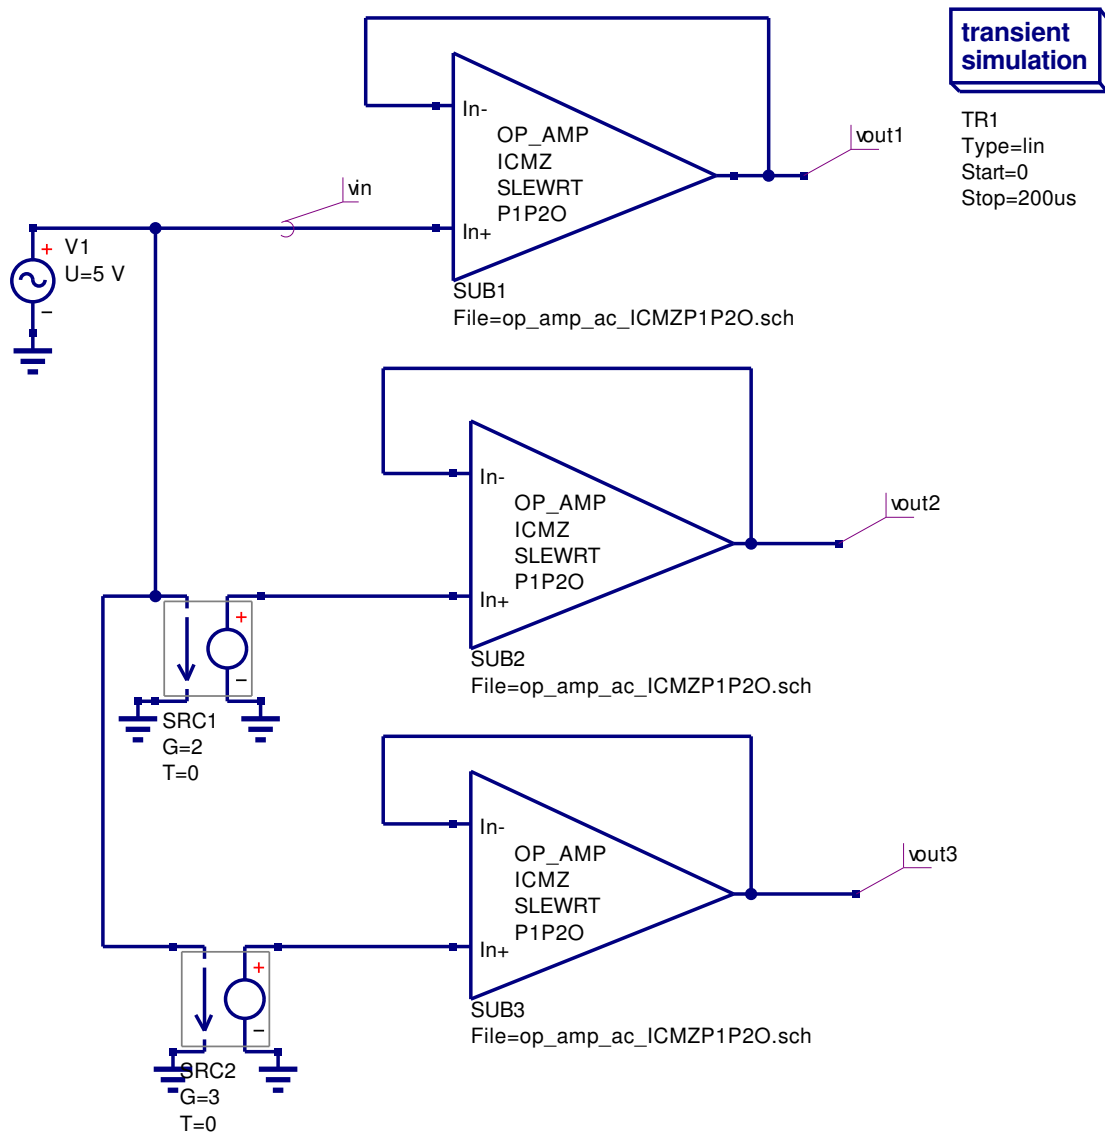 transient
simulation
TR1
Type=lin
Start=0
Stop=200us
In-
OP_AMP
ICMZ
SLEWRT
P1P2O
In+
vout1
vin
+
V1
U=5 V
−
SUB1
File=op_amp_ac_ICMZP1P2O.sch
In-
OP_AMP
ICMZ
SLEWRT
P1P2O
In+
vout2
+
−
SUB2
File=op_amp_ac_ICMZP1P2O.sch
SRC1
G=2
T=0
In-
OP_AMP
ICMZ
SLEWRT
P1P2O
In+
vout3
+
−
SUB3
File=op_amp_ac_ICMZP1P2O.sch
SRC2
G=3
T=0